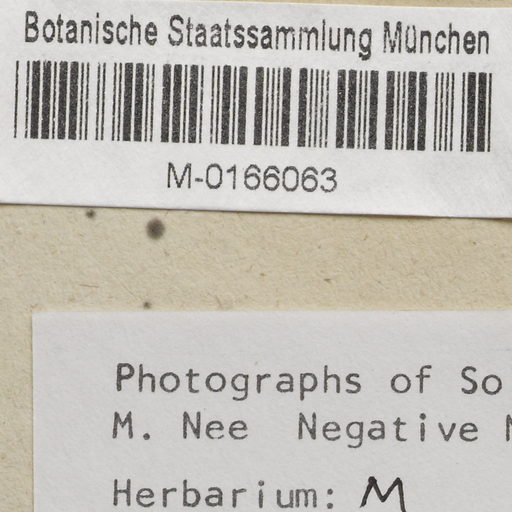 Botanische Staatssammlung München
M-0166063
Photographs of So
M. Nee Negative
Herbarium: M